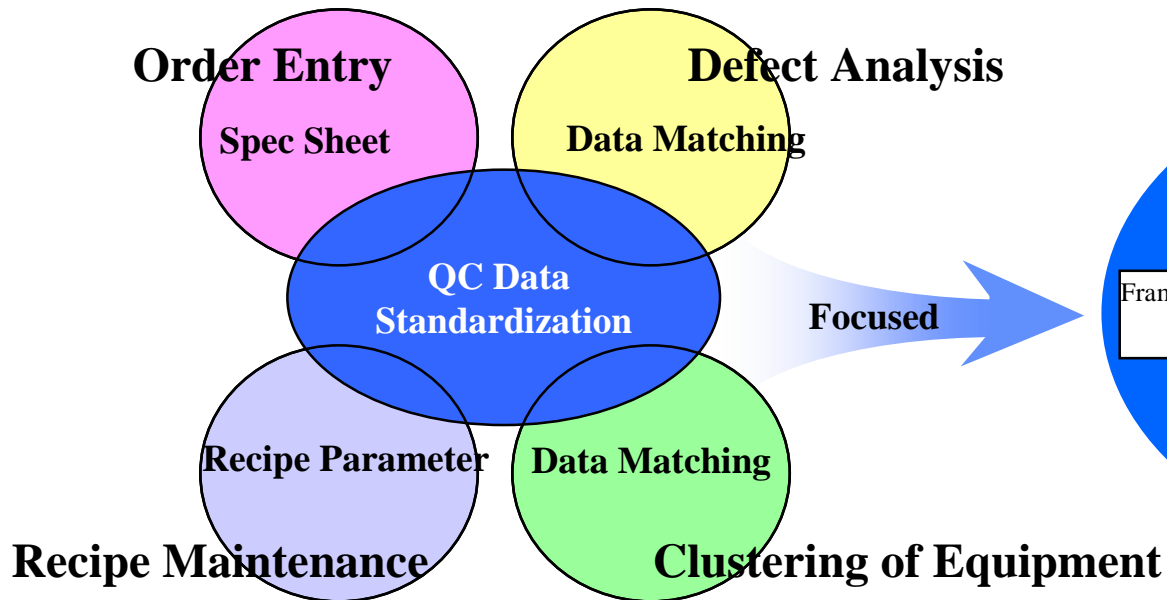 Order Entry
Defect Analysis
Spec Sheet
Data Matching
QC Data
Standardization
Focused
Recipe Parameter
Data Matching
Recipe Maintenance
Clustering of Equipment